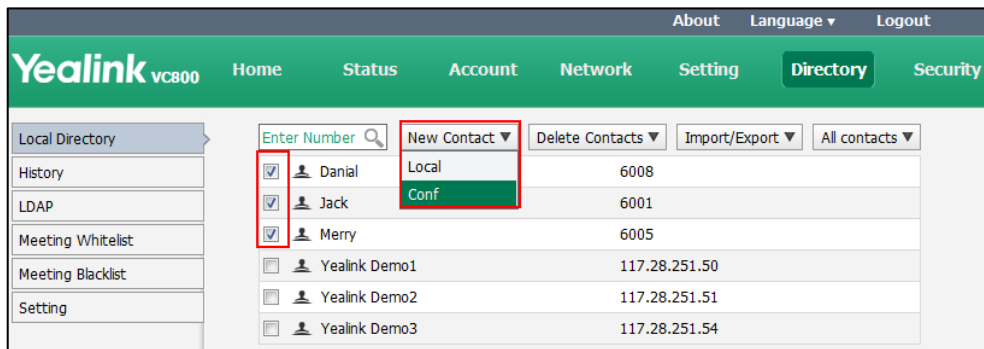 About Language ▾ Logout
Yealink VC800 Home Status Account Network Setting Directory Security
Local Directory Enter Number New Contact ▼ Delete Contacts ▼ Import/Export ▼ All contacts ▼
History Danial Local 6008
LDAP Jack Conf 6001
Meeting Whitelist Merry 6005
Meeting Blacklist Yealink Demo1 117.28.251.50
Setting Yealink Demo2 117.28.251.51
Yealink Demo3 117.28.251.54